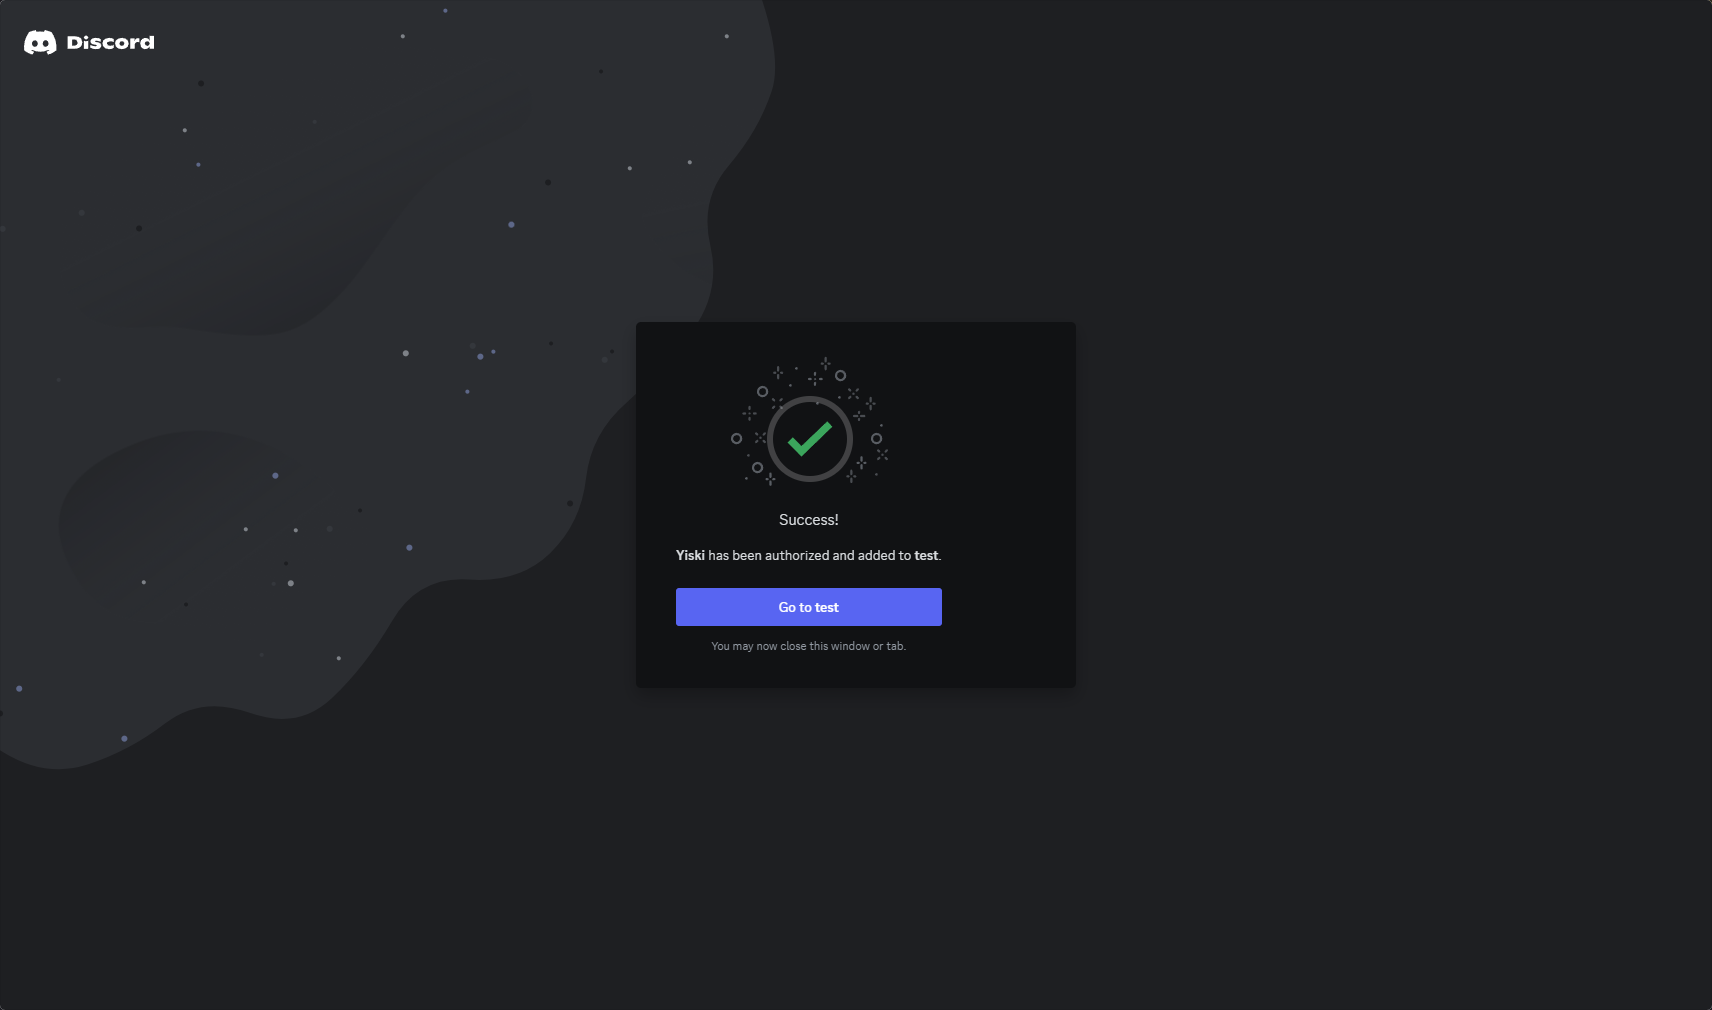 Discord
Success!
Yiski has been authorized and added to test.
Go to test
You may now close this window or tab.